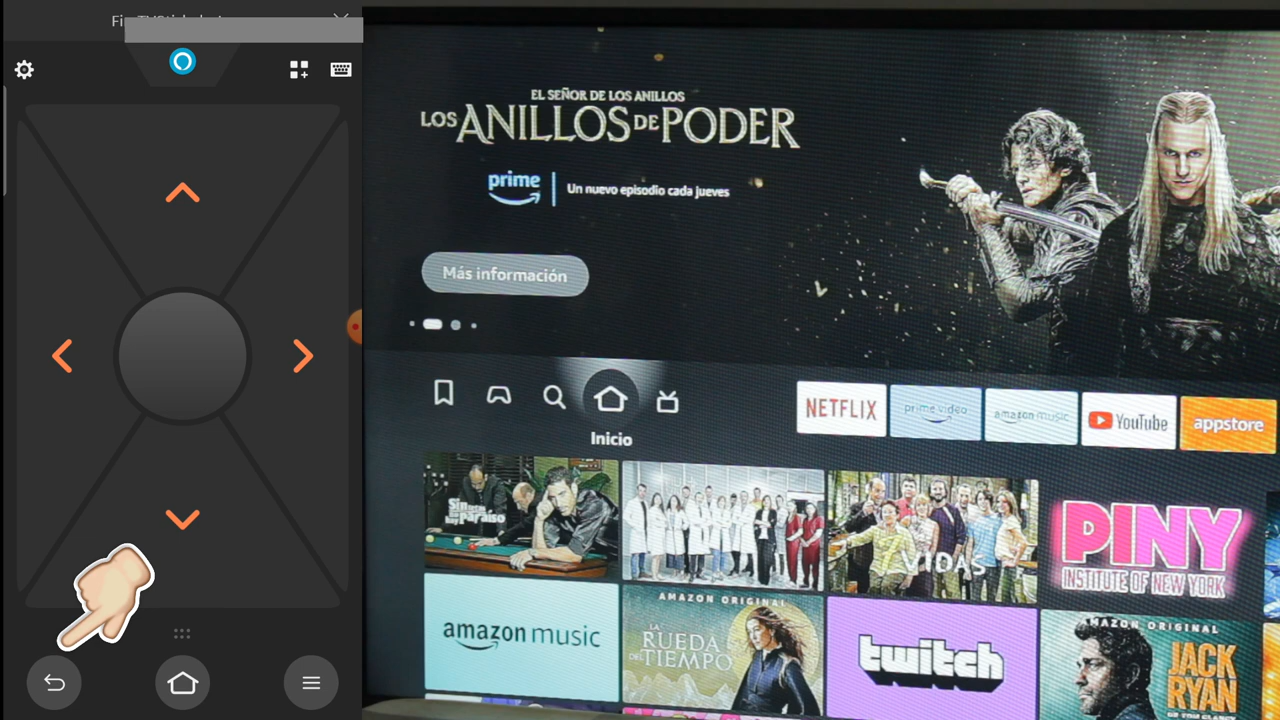 EL SEÑOR DE LOS ANILLOS
LOS ANILLOS DE PODER
prime
Un nuevo episodio cada jueves
Más información
Inicio
NETFLIX
prime video
amazon music
YouTube
appstore
Sin
tetas no
hay Paraíso
VIDAS
PINY
INSTITUTE OF NEW YORK
amazon music
AMAZON ORIGINAL
LA
RUEDA
DEL TIEMPO
twitch
AMAZON ORIGINAL
JACK
RYAN